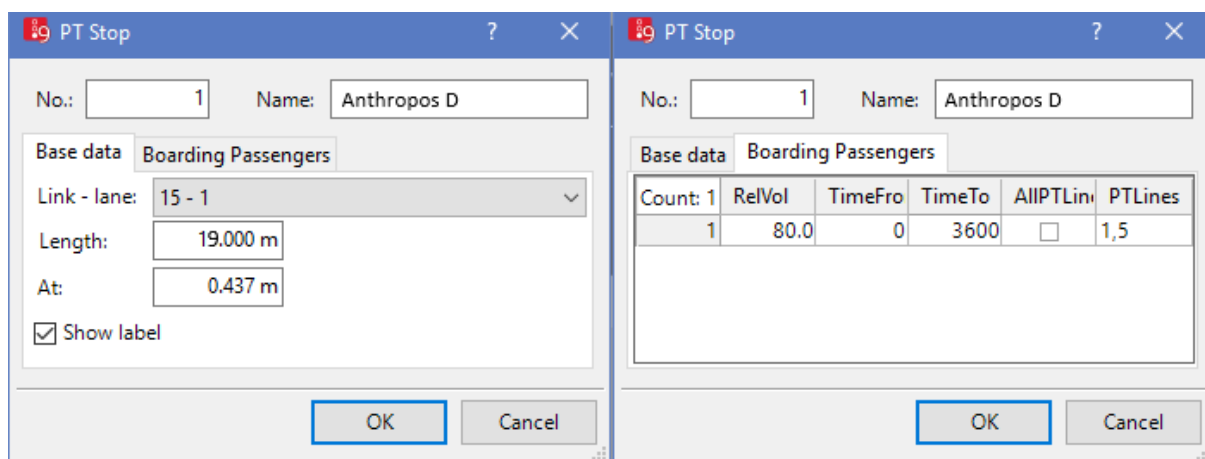 9 PT Stop ? ×
No.: 1 Name: Anthropos D
Base data Boarding Passengers
Link - lane: 15 - 1
Length: 19.000 m
At: 0.437 m
Show label
OK Cancel
9 PT Stop ? ×
No.: 1 Name: Anthropos D
Base data Boarding Passengers
Count: 1 RelVol TimeFro TimeTo AllPTLin PTLines
1 80.0 0 3600 1,5
OK Cancel